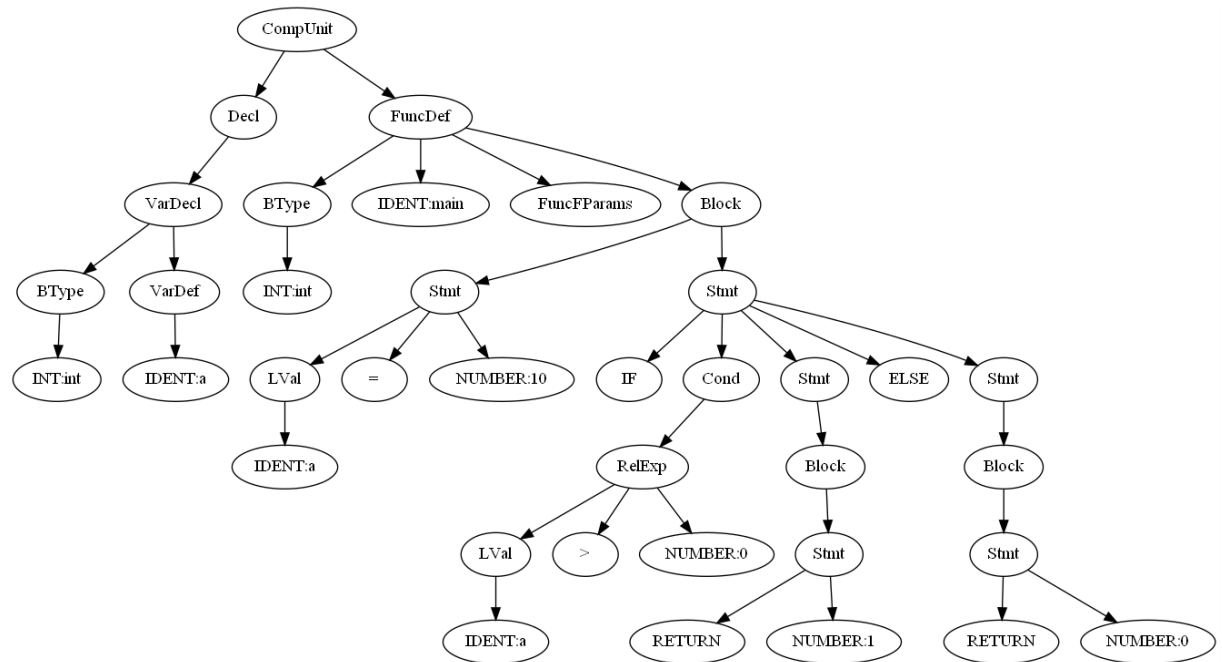 CompUnit
Decl
FuncDef
VarDecl
BType
IDENT:main
FuncFParams
Block
BType
VarDef
INT:int
Stmt
Stmt
INT:int
IDENT:a
LVal
=
NUMBER:10
IF
Cond
Stmt
ELSE
Stmt
IDENT:a
RelExp
Block
Block
LVal
>
NUMBER:0
Stmt
Stmt
IDENT:a
RETURN
NUMBER:1
RETURN
NUMBER:0